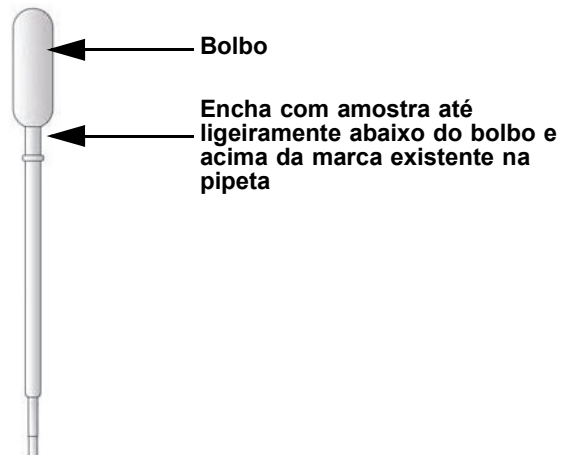 Bolbo
Encha com amostra até
ligeiramente abaixo do bolbo e
acima da marca existente na
pipeta